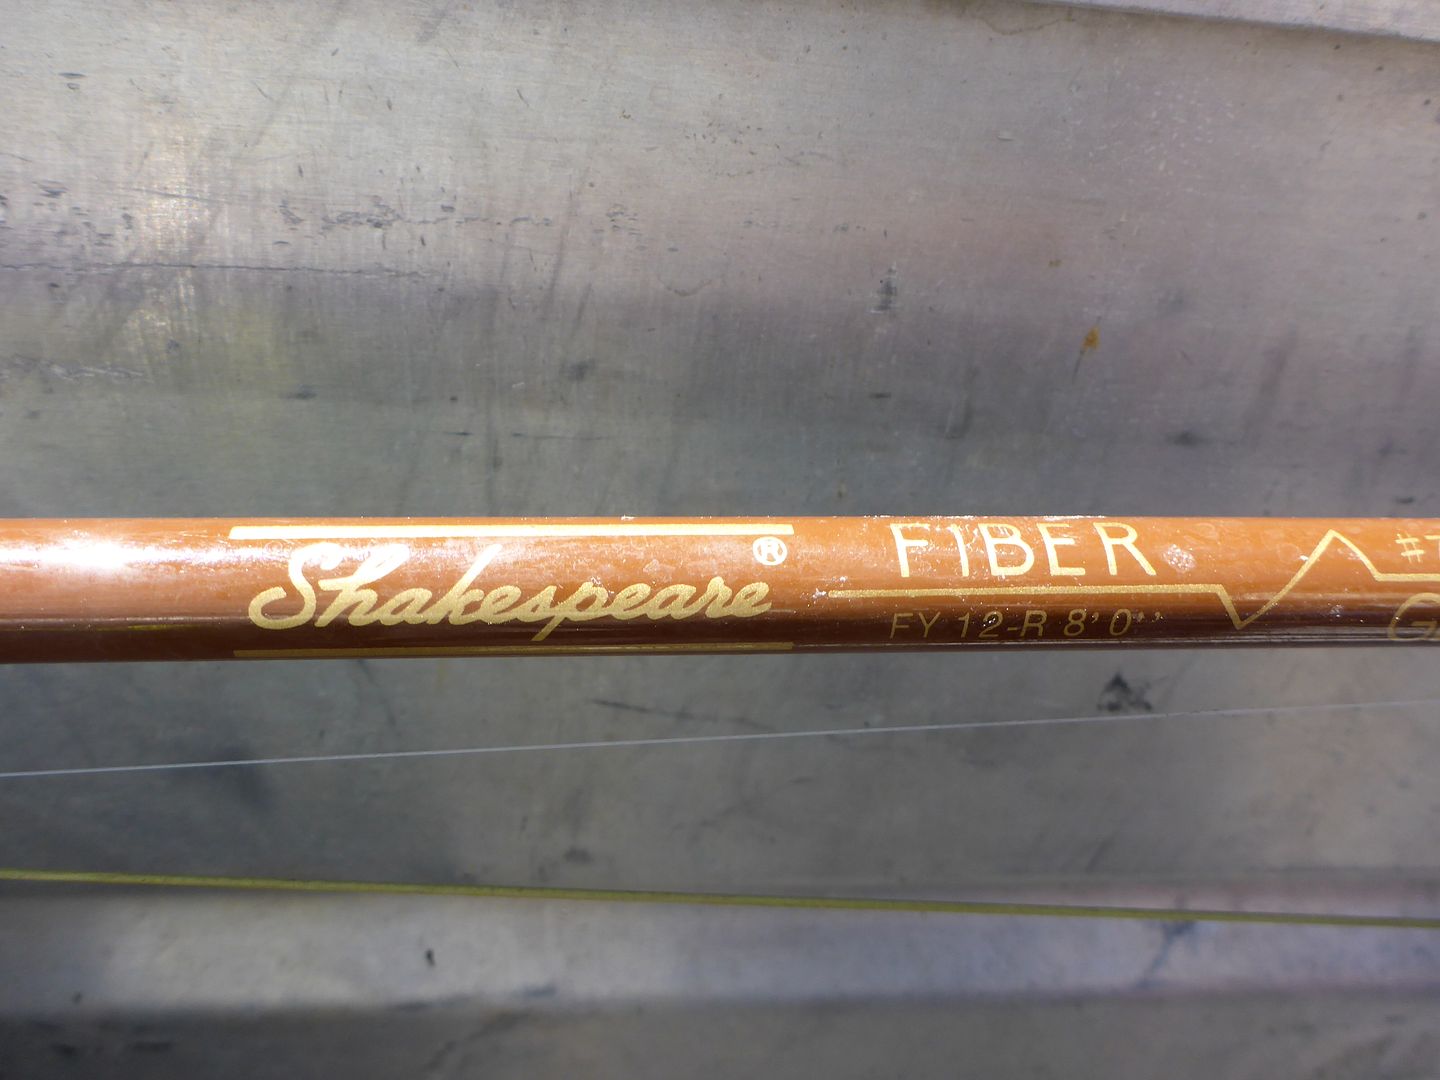 Shakespeare ®
FIBER
FY 12-R 8' 0''